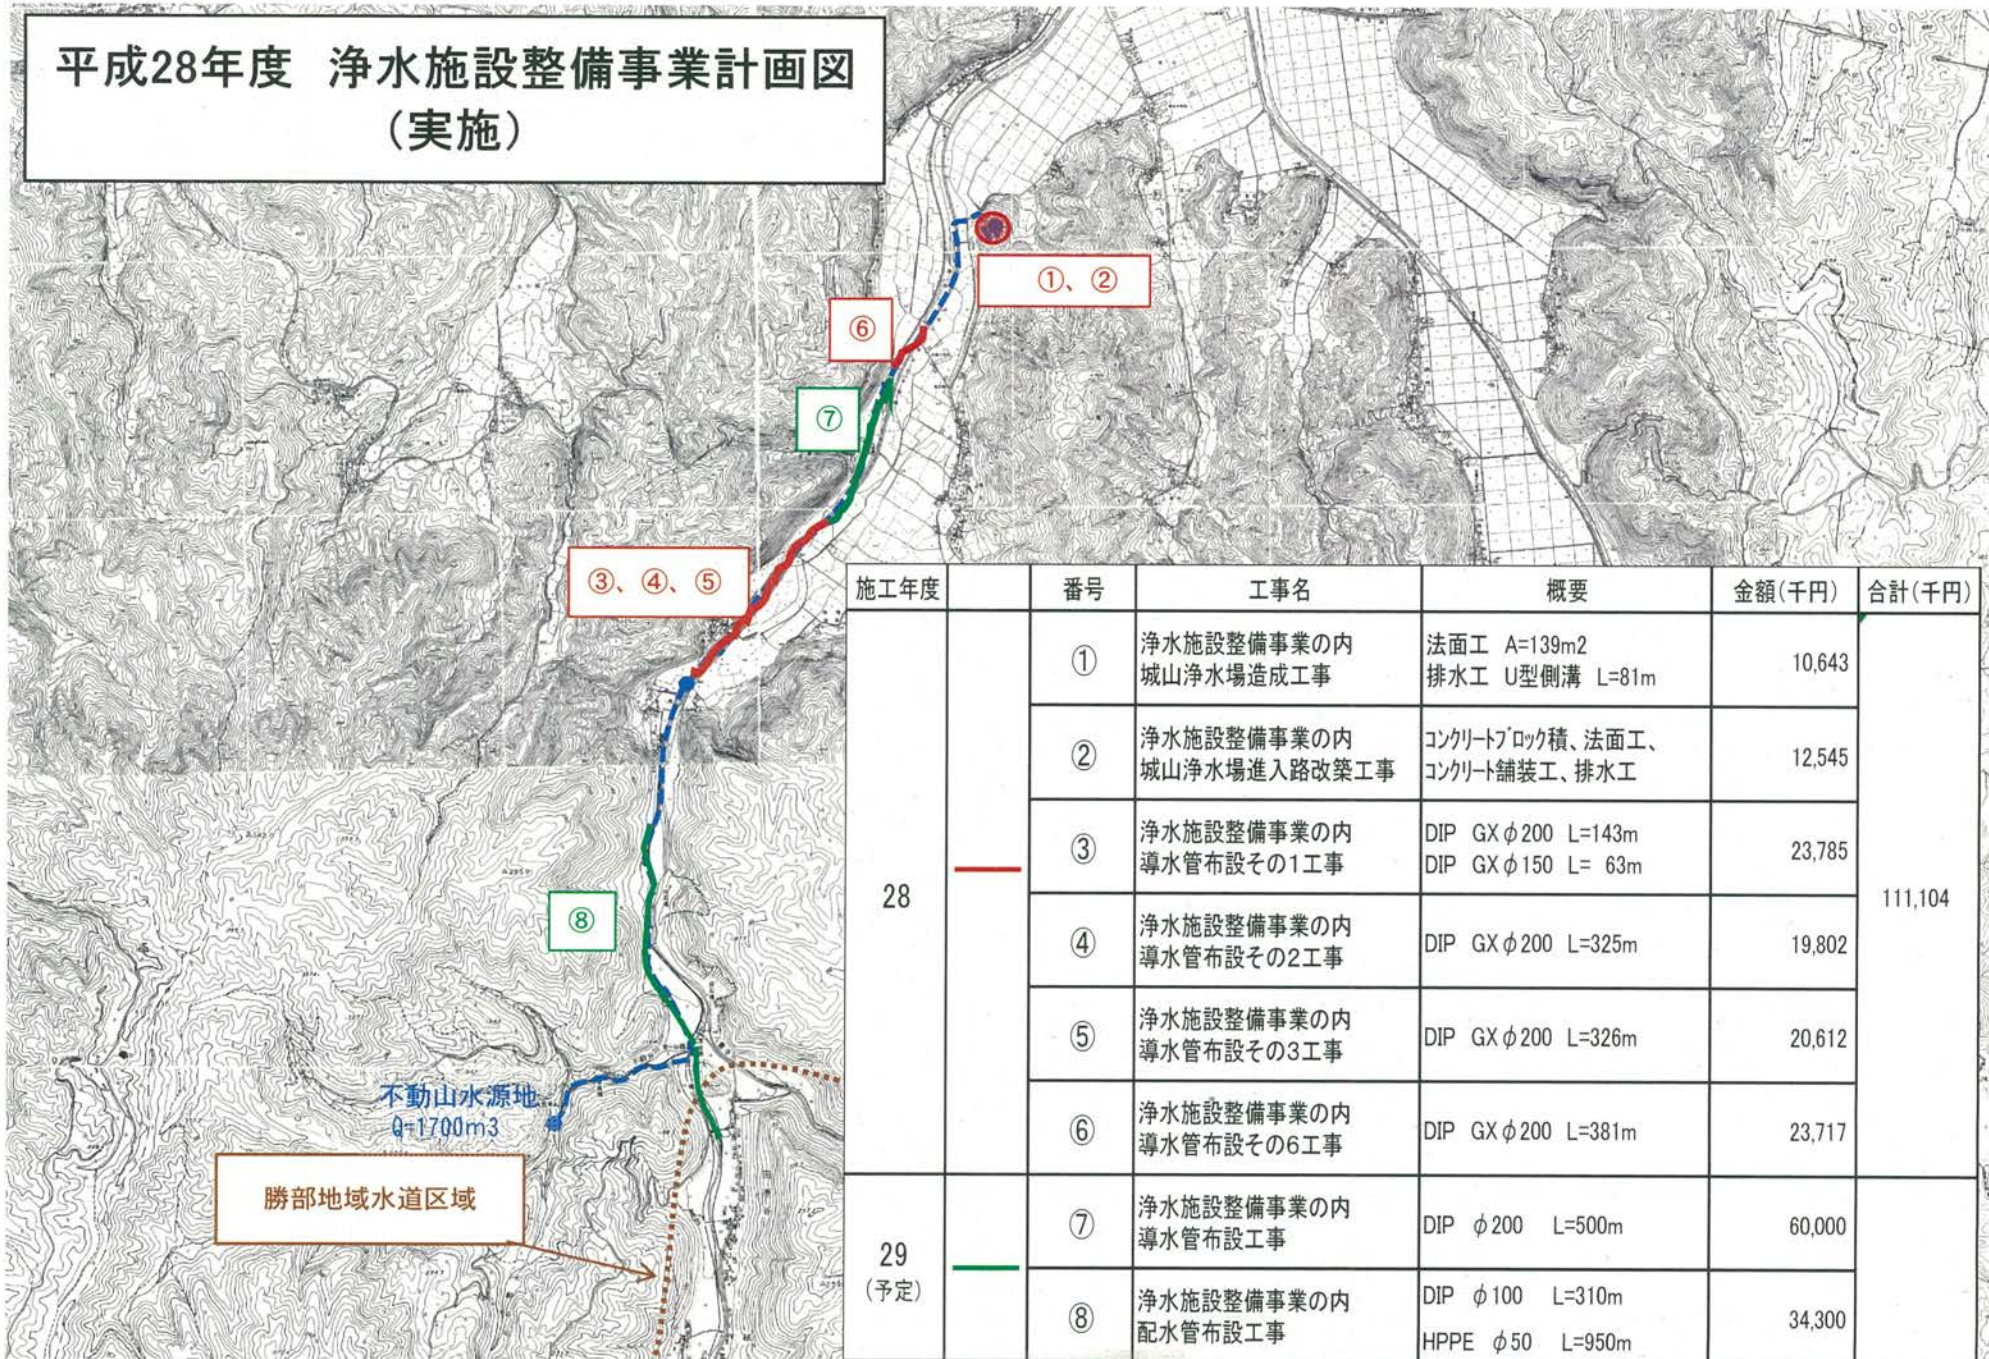 平成28年度 浄水施設整備事業計画図
(実施)
①、②
⑥
⑦
③、④、⑤
⑧
不動山水源地
Q=1700m3
勝部地域水道区域
施工年度 番号 工事名 概要 金額(千円) 合計(千円)
28
①
浄水施設整備事業の内
城山浄水場造成工事
法面工 A=139m2
排水工 U型側溝 L=81m
10,643
②
浄水施設整備事業の内
城山浄水場進入路改築工事
コンクリートブロック積、法面工、
コンクリート舗装工、排水工
12,545
③
浄水施設整備事業の内
導水管布設その1工事
DIP GXφ200 L=143m
DIP GXφ150 L= 63m
23,785
④
浄水施設整備事業の内
導水管布設その2工事
DIP GXφ200 L=325m
19,802
⑤
浄水施設整備事業の内
導水管布設その3工事
DIP GXφ200 L=326m
20,612
⑥
浄水施設整備事業の内
導水管布設その6工事
DIP GXφ200 L=381m
23,717
111,104
29
(予定)
⑦
浄水施設整備事業の内
導水管布設工事
DIP φ200 L=500m
60,000
⑧
浄水施設整備事業の内
配水管布設工事
DIP φ100 L=310m
HPPE φ50 L=950m
34,300